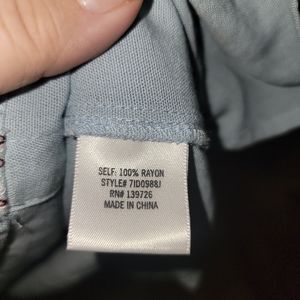 SELF: 100% RAYON
STYLE# 7ID0988J
RN# 139726
MADE IN CHINA